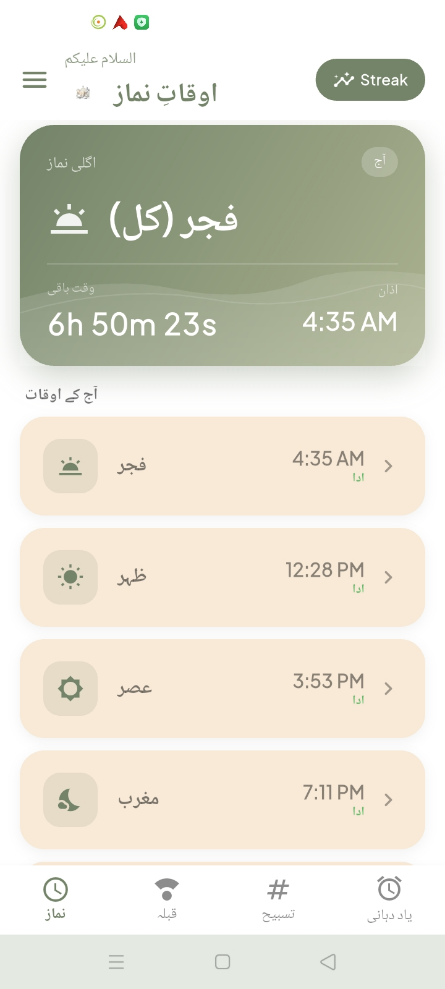 السلام علیکم
اوقاتِ نماز
Streak
اگلی نماز
آج
فجر (کل)
وقت باقی
اذان
6h 50m 23s
4:35 AM
آج کے اوقات
فجر
4:35 AM
ادا
ظہر
12:28 PM
ادا
عصر
3:53 PM
ادا
مغرب
7:11 PM
ادا
نماز
قبلہ
تسبیح
یاد دہانی